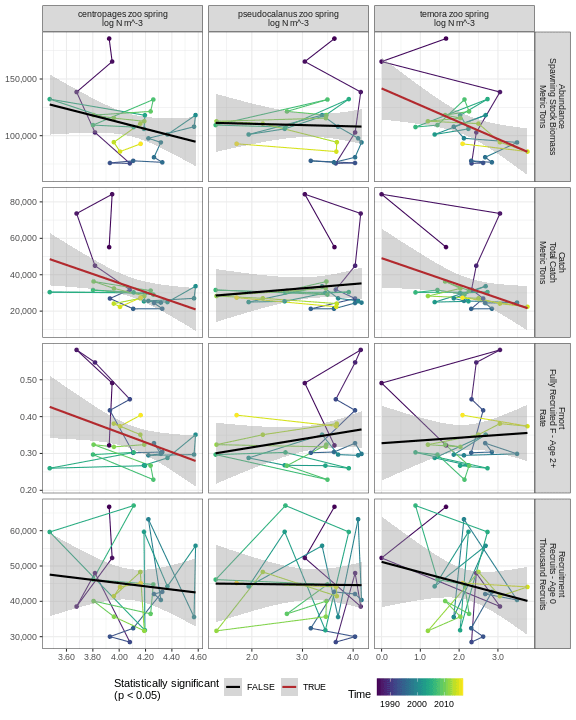 centropages zoo spring
log N m^-3
pseudocalanus zoo spring
log N m^-3
temora zoo spring
log N m^-3
150,000
100,000
Abundance
Spawning Stock Biomass
Metric Tons
80,000
60,000
40,000
20,000
Catch
Total Catch
Metric Tons
0.50
0.40
0.30
0.20
Fmort
Fully Recruited F - Age 2+
Rate
60,000
50,000
40,000
30,000
Recruitment
Recruits - Age 0
Thousand Recruits
3.60 3.80 4.00 4.20 4.40 4.60
2.0 3.0 4.0
0.0 1.0 2.0 3.0
Statistically significant
(p < 0.05)
FALSE TRUE
Time
1990 2000 2010